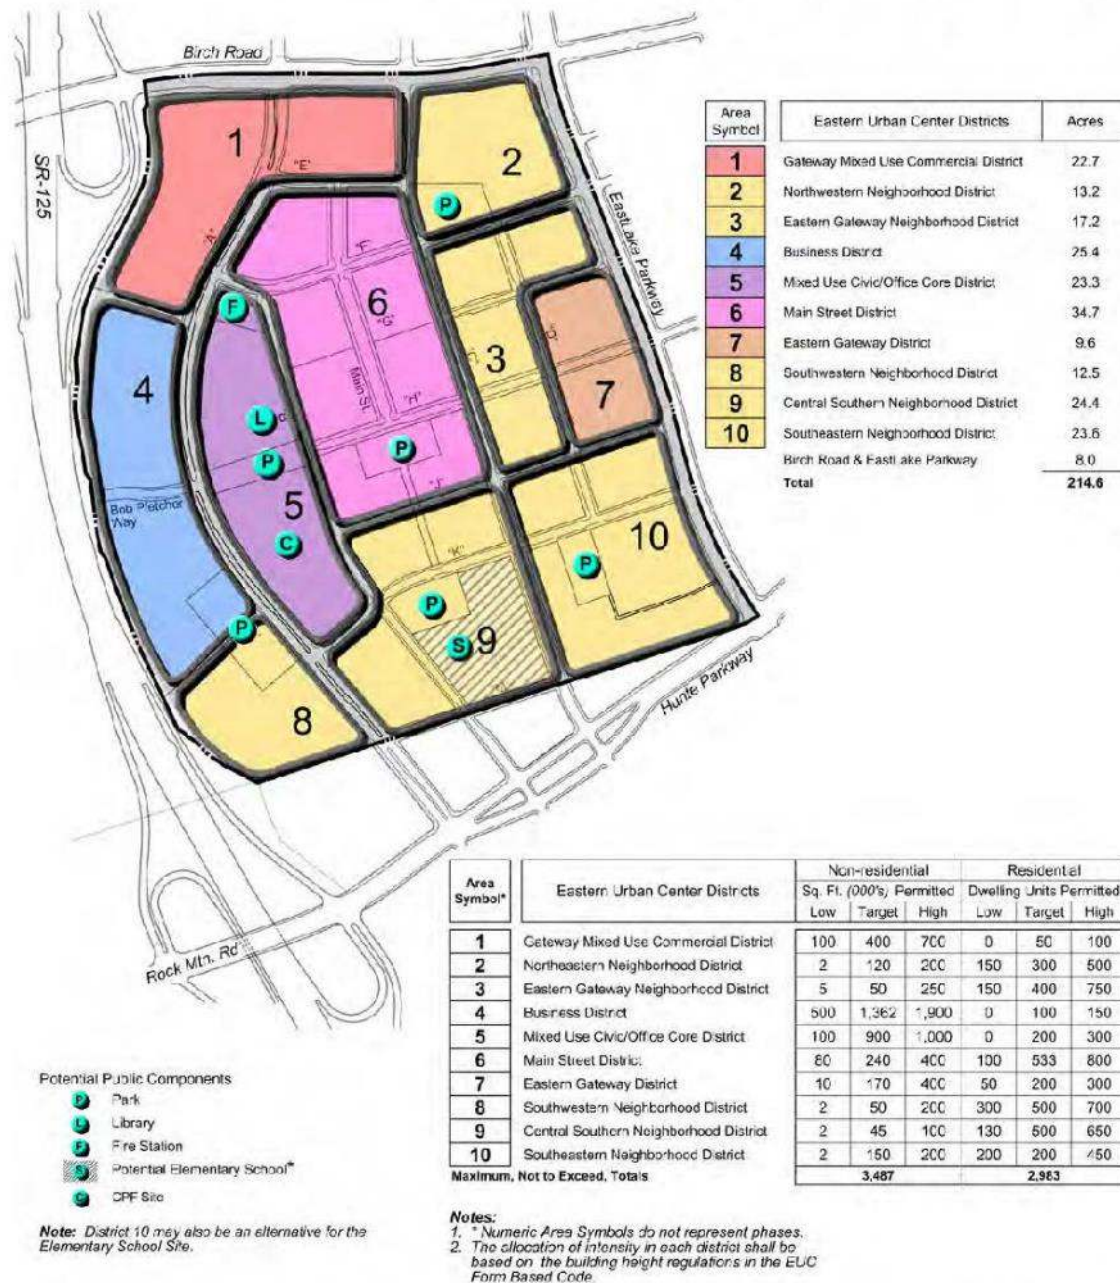 Birch Road
SR-125
EastLake Parkway
1
"E"
2
P
"A"
"F"
F
6
"G"
3
"D"
4
7
Main St.
"H"
L
P
P
"J"
Bob Pletcher
Way
5
C
10
"K"
P
P
P
S
9
8
Hunte Parkway
Rock Mtn. Rd
Area
Symbol
Eastern Urban Center Districts
Acres
1 Gateway Mixed Use Commercial District 22.7
2 Northwestern Neighborhood District 13.2
3 Eastern Gateway Neighborhood District 17.2
4 Business District 25.4
5 Mixed Use Civic/Office Core District 23.3
6 Main Street District 34.7
7 Eastern Gateway District 9.6
8 Southwestern Neighborhood District 12.5
9 Central Southern Neighborhood District 24.4
10 Southeastern Neighborhood District 23.6
Birch Road & EastLake Parkway 8.0
Total 214.6
Area
Symbol*
Eastern Urban Center Districts
Non-residential Residential
Sq. Ft. (000's) Permitted Dwelling Units Permitted
Low Target High Low Target High
1 Gateway Mixed Use Commercial District 100 400 700 0 50 100
2 Northeastern Neighborhood District 2 120 200 150 300 500
3 Eastern Gateway Neighborhood District 5 50 250 150 400 750
4 Business District 500 1,362 1,900 0 100 150
5 Mixed Use Civic/Office Core District 100 900 1,000 0 200 300
6 Main Street District 80 240 400 100 533 800
7 Eastern Gateway District 10 170 400 50 200 300
8 Southwestern Neighborhood District 2 50 200 300 500 700
9 Central Southern Neighborhood District 2 45 100 130 500 650
10 Southeastern Neighborhood District 2 150 200 200 200 450
Maximum, Not to Exceed, Totals 3,487 2,983
Potential Public Components
P Park
L Library
F Fire Station
S Potential Elementary School*
C CPF Site
Note: District 10 may also be an alternative for the
Elementary School Site.
Notes:
1. * Numeric Area Symbols do not represent phases.
2. The allocation of intensity in each district shall be
based on the building height regulations in the EUC
Form Based Code.